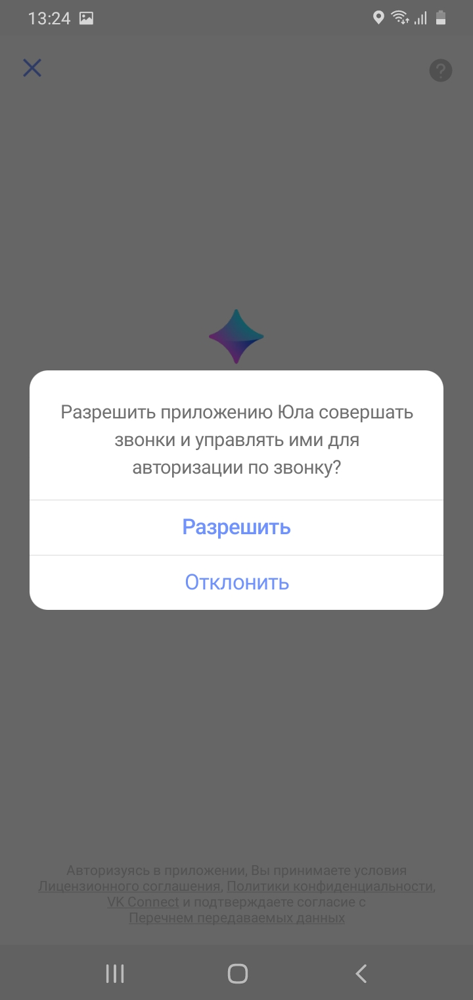 13:24
Разрешить приложению Юла совершать
звонки и управлять ими для
авторизации по звонку?
Разрешить
Отклонить
Авторизуясь в приложении, Вы принимаете условия
Лицензионного соглашения, Политики конфиденциальности,
VK Connect и подтверждаете согласие с
Перечнем передаваемых данных